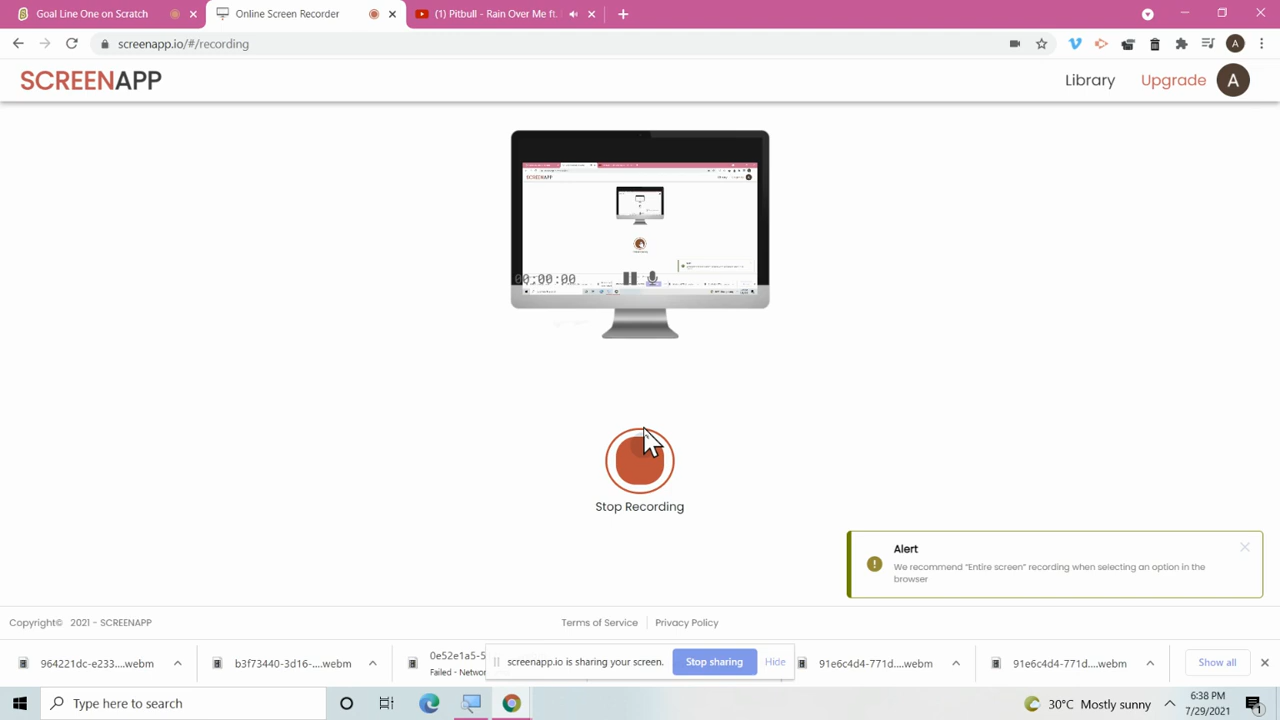 Goal Line One on Scratch
Online Screen Recorder
(1) Pitbull - Rain Over Me ft.
screenapp.io/#/recording
A
SCREENAPP
Library
Upgrade
A
00:00:00
Stop Recording
Alert
We recommend "Entire screen" recording when selecting an option in the
browser
Copyright© 2021 - SCREENAPP
Terms of Service
Privacy Policy
964221dc-e233....webm
b3f73440-3d16-....webm
0e52e1a5-5
Failed - Networ
screenapp.io is sharing your screen.
Stop sharing
Hide
91e6c4d4-771d....webm
91e6c4d4-771d....webm
Show all
Type here to search
30°C Mostly sunny
6:38 PM
7/29/2021
1